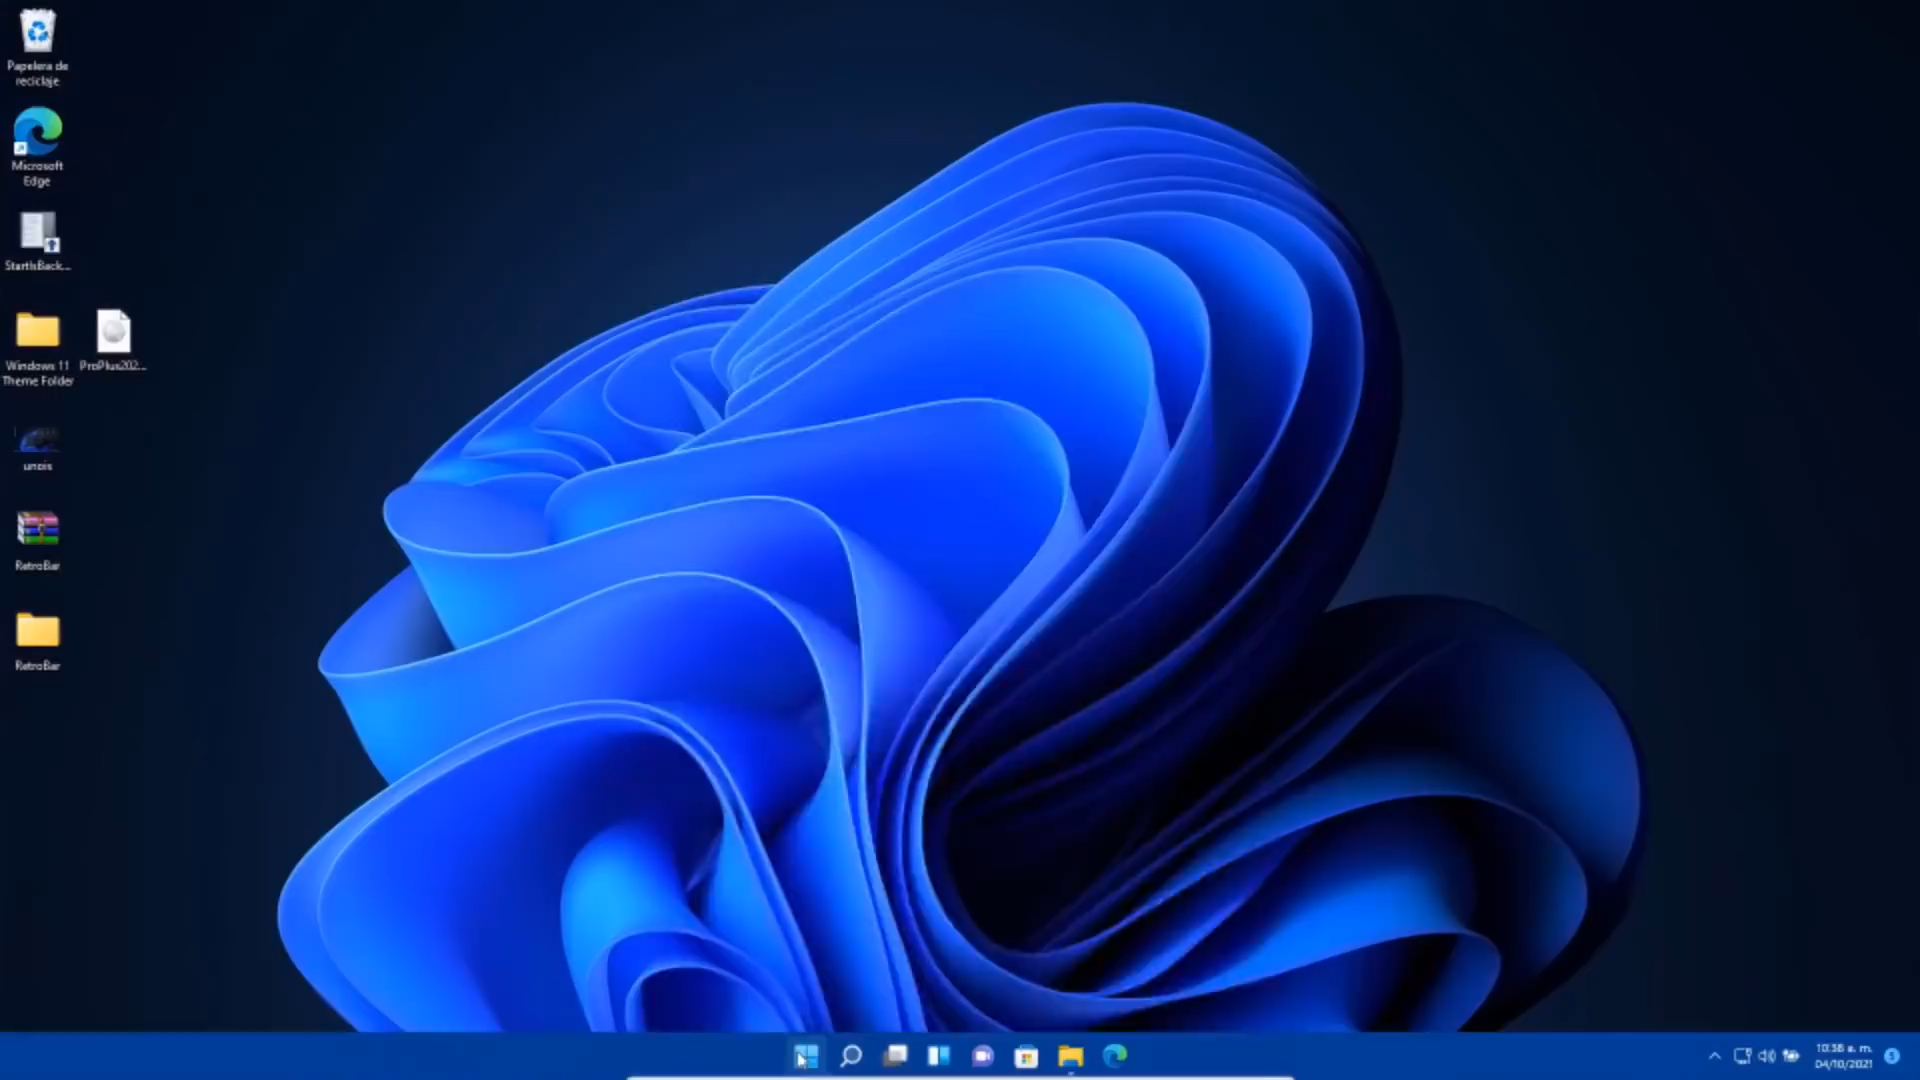 Papelera de
reciclaje
Microsoft
Edge
StartIsBack...
Windows 11
Theme Folder
ProPlus202...
RetroBar
RetroBar
10:38 a. m.
04/10/2021